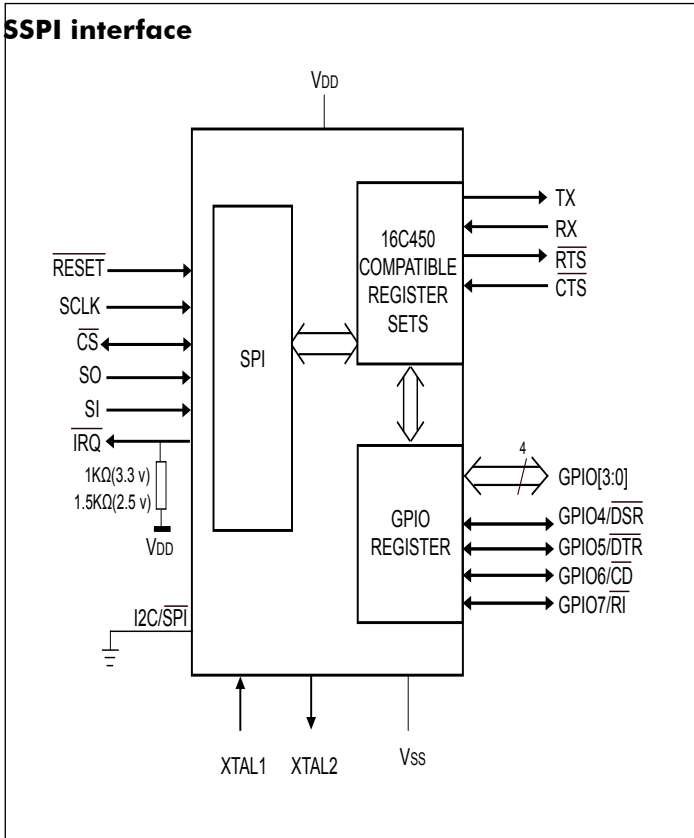 SSPI interface
VDD
16C450
COMPATIBLE
REGISTER
SETS
TX
RX
RTS
CTS
RESET
SCLK
CS
SO
SI
IRQ
SPI
1KΩ(3.3 v)
1.5KΩ(2.5 v)
VDD
GPIO
REGISTER
4
GPIO[3:0]
GPIO4/DSR
GPIO5/DTR
GPIO6/CD
GPIO7/RI
I2C/SPI
XTAL1
XTAL2
VSS